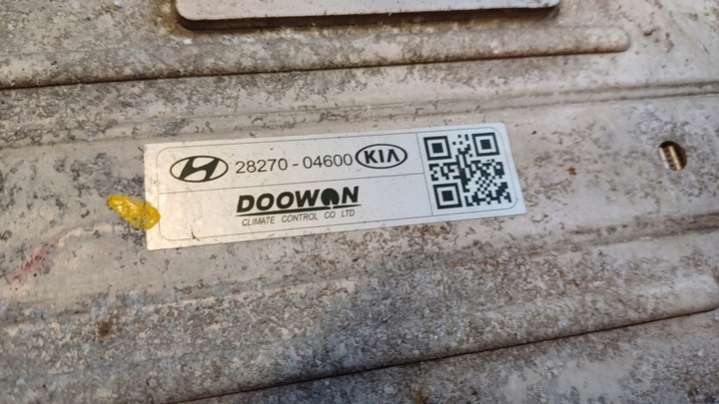 28270 - 04600 KIA
DOOWON
CLIMATE CONTROL CO LTD